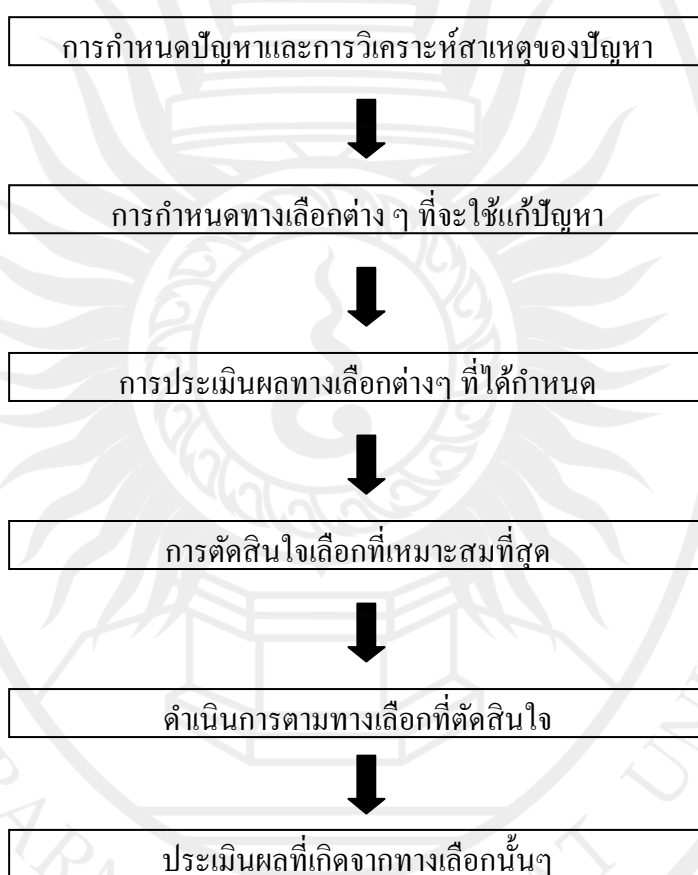 การกำหนดปัญหาและการวิเคราะห์สาเหตุของปัญหา
การกำหนดทางเลือกต่าง ๆ ที่จะใช้แก้ปัญหา
การประเมินผลทางเลือกต่างๆ ที่ได้กำหนด
การตัดสินใจเลือกที่เหมาะสมที่สุด
ดำเนินการตามทางเลือกที่ตัดสินใจ
ประเมินผลที่เกิดจากทางเลือกนั้นๆ